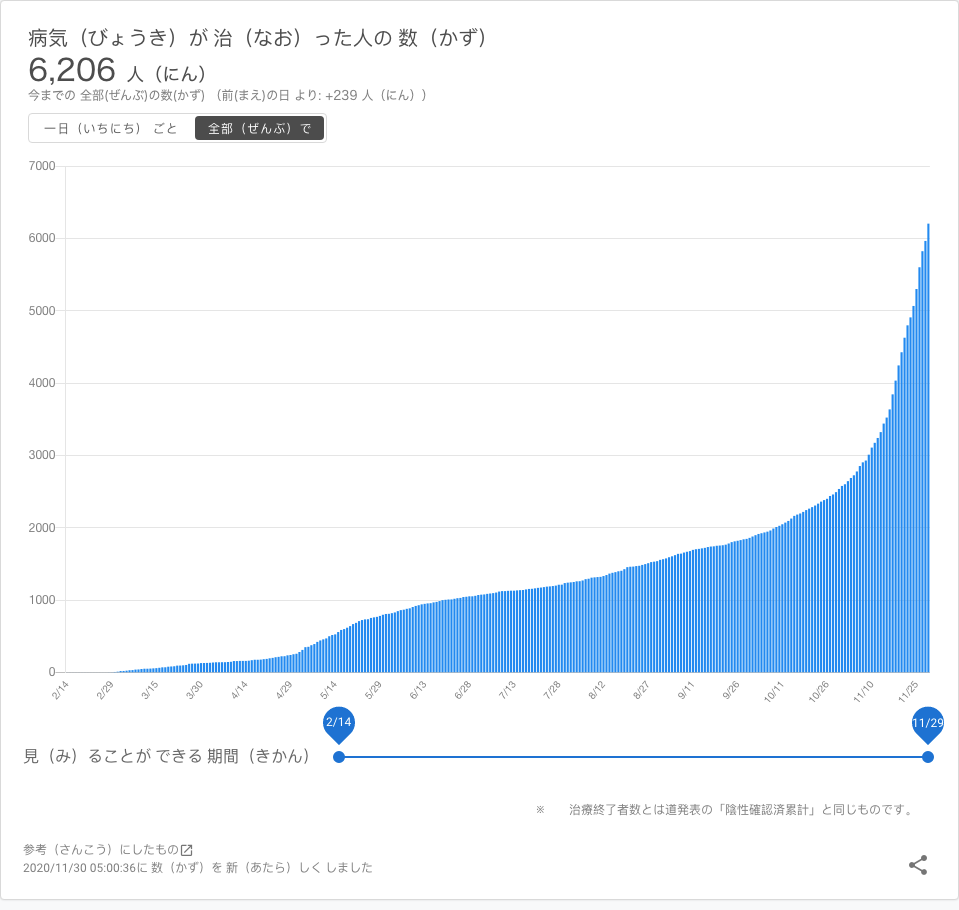 病気（びょうき）が 治（なお）った人の 数（かず）
6,206 人（にん）
今までの 全部(ぜんぶ)の数(かず) （前(まえ)の日 より: +239 人（にん））
一日（いちにち） ごと 全部（ぜんぶ）で
7000
6000
5000
4000
3000
2000
1000
0
2/14 2/29 3/15 3/30 4/14 4/29 5/14 5/29 6/13 6/28 7/13 7/28 8/12 8/27 9/11 9/26 10/11 10/26 11/10 11/25
2/14 11/29
見（み）ることが できる 期間（きかん）
※ 治療終了者数とは道発表の「陰性確認済累計」と同じものです。
参考（さんこう）にしたもの
2020/11/30 05:00:36に 数（かず）を 新（あたら）しく しました